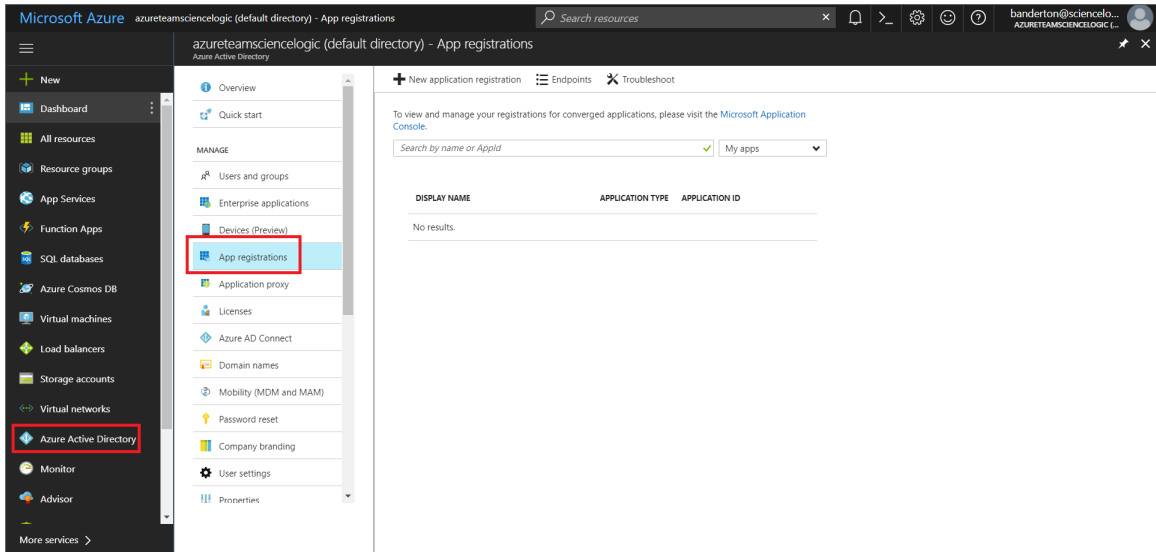 Microsoft Azure azureteamsciencelogic (default directory) - App registrations
Search resources
banderton@sciencelo...
AZURETEAMSCIENCELOGIC (...
azureteamsciencelogic (default directory) - App registrations
Azure Active Directory
New
Dashboard
All resources
Resource groups
App Services
Function Apps
SQL databases
Azure Cosmos DB
Virtual machines
Load balancers
Storage accounts
Virtual networks
Azure Active Directory
Monitor
Advisor
More services
Overview
Quick start
MANAGE
Users and groups
Enterprise applications
Devices (Preview)
App registrations
Application proxy
Licenses
Azure AD Connect
Domain names
Mobility (MDM and MAM)
Password reset
Company branding
User settings
Properties
New application registration Endpoints Troubleshoot
To view and manage your registrations for converged applications, please visit the Microsoft Application
Console.
Search by name or AppId
My apps
DISPLAY NAME APPLICATION TYPE APPLICATION ID
No results.